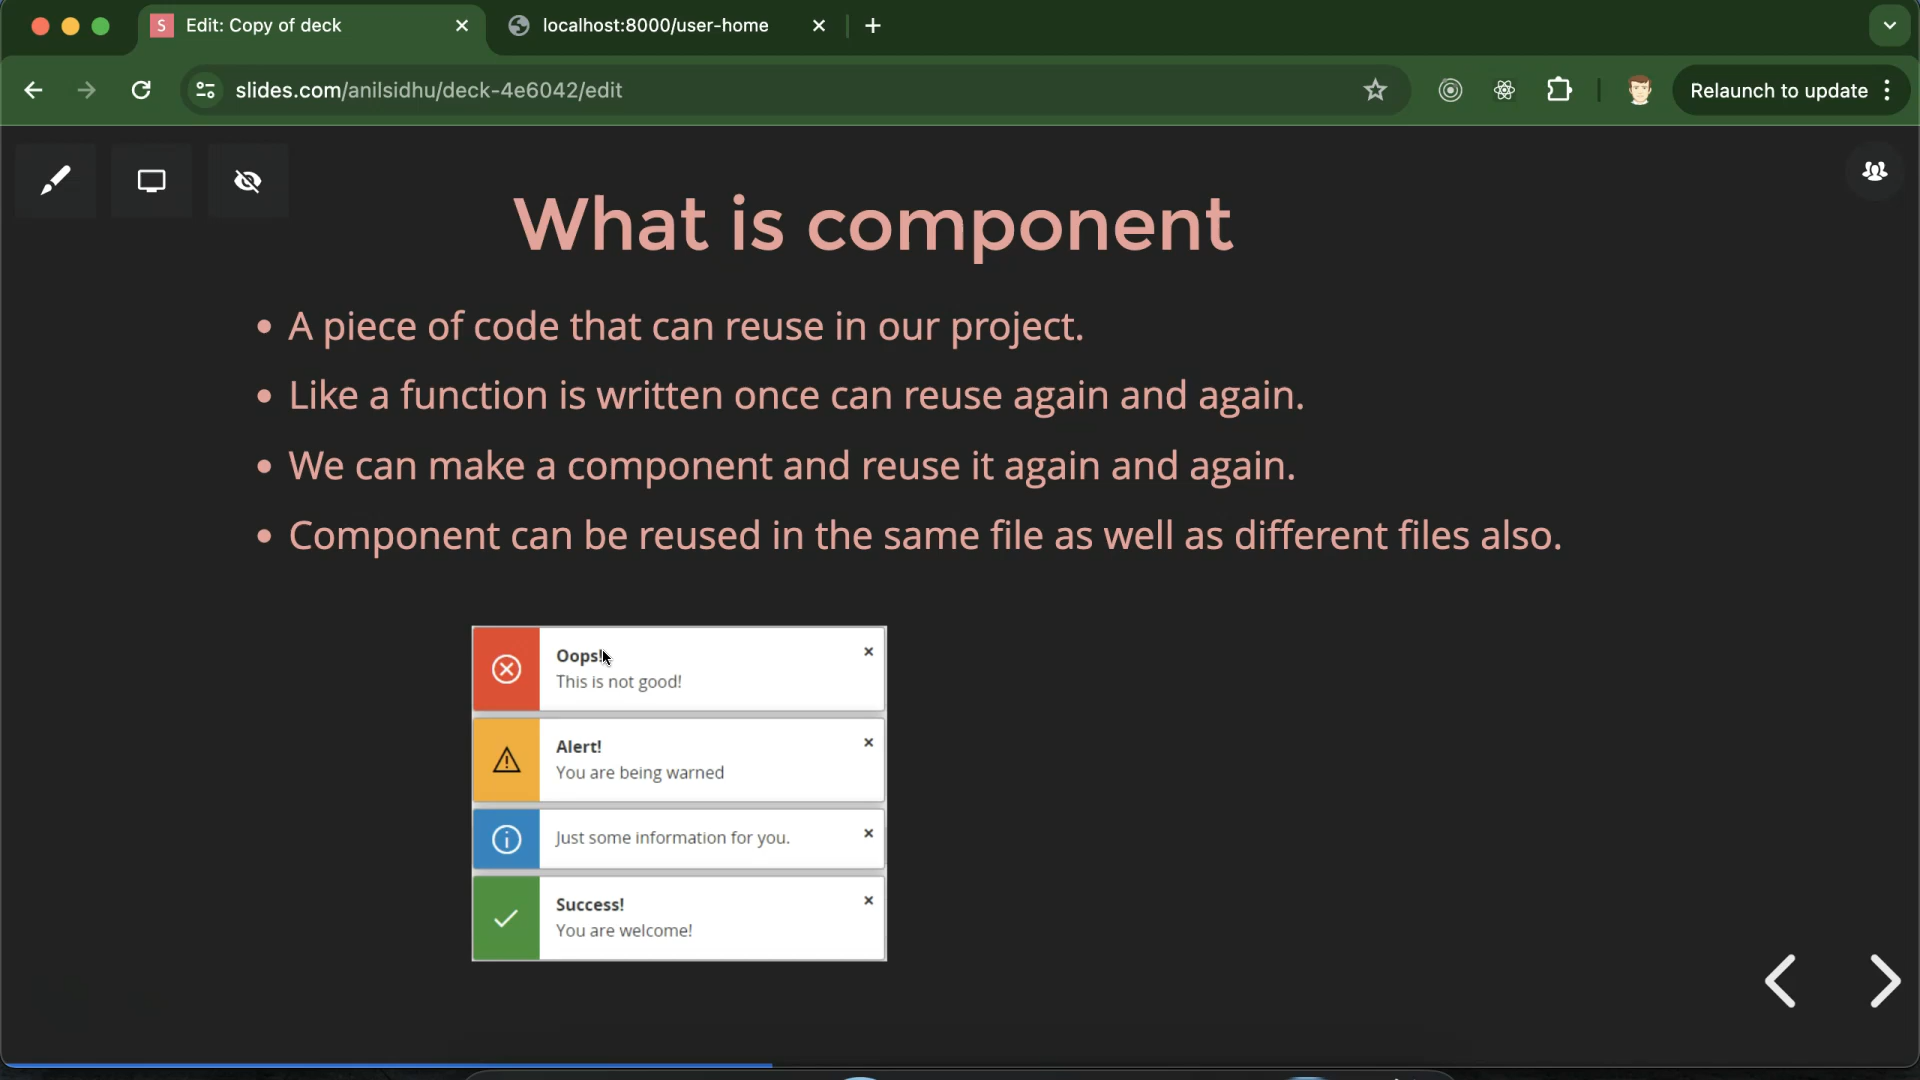 Edit: Copy of deck
localhost:8000/user-home
slides.com/anilsidhu/deck-4e6042/edit
Relaunch to update
What is component
A piece of code that can reuse in our project.
Like a function is written once can reuse again and again.
We can make a component and reuse it again and again.
Component can be reused in the same file as well as different files also.
Oops!
This is not good!
Alert!
You are being warned
Just some information for you.
Success!
You are welcome!